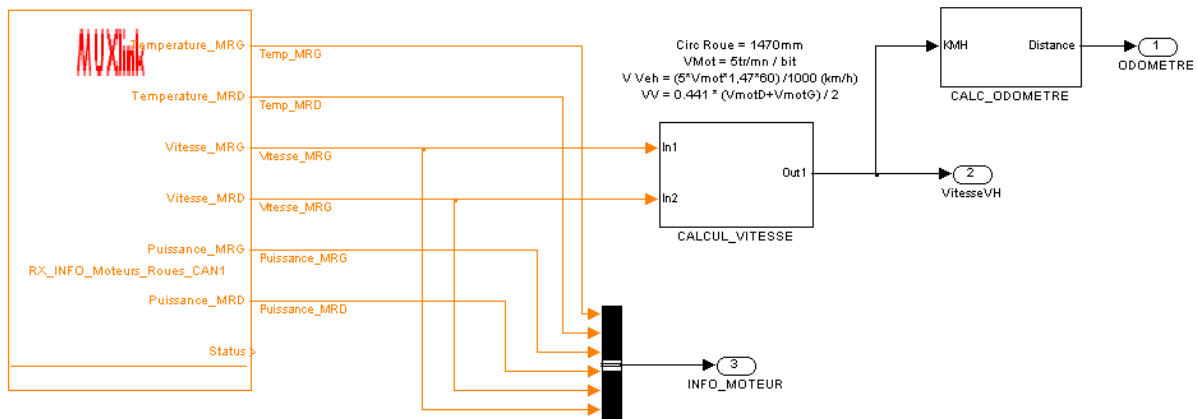 MUXlink
Temperature_MRG
Temp_MRG
Temperature_MRD
Temp_MRD
Vitesse_MRG
Vitesse_MRG
Vitesse_MRD
Vitesse_MRG
Puissance_MRG
Puissance_MRG
RX_INFO_Moteurs_Roues_CAN1
Puissance_MRD
Puissance_MRD
Status
Circ Roue = 1470mm
VMot = 5tr/mn / bit
V Veh = (5*Vmot*1,47*60) /1000 (km/h)
VV = 0.441 * (VmotD+VmotG) / 2
In1
In2
Out1
CALCUL_VITESSE
KMH
Distance
CALC_ODOMETRE
1
ODOMETRE
2
VitesseVH
3
INFO_MOTEUR